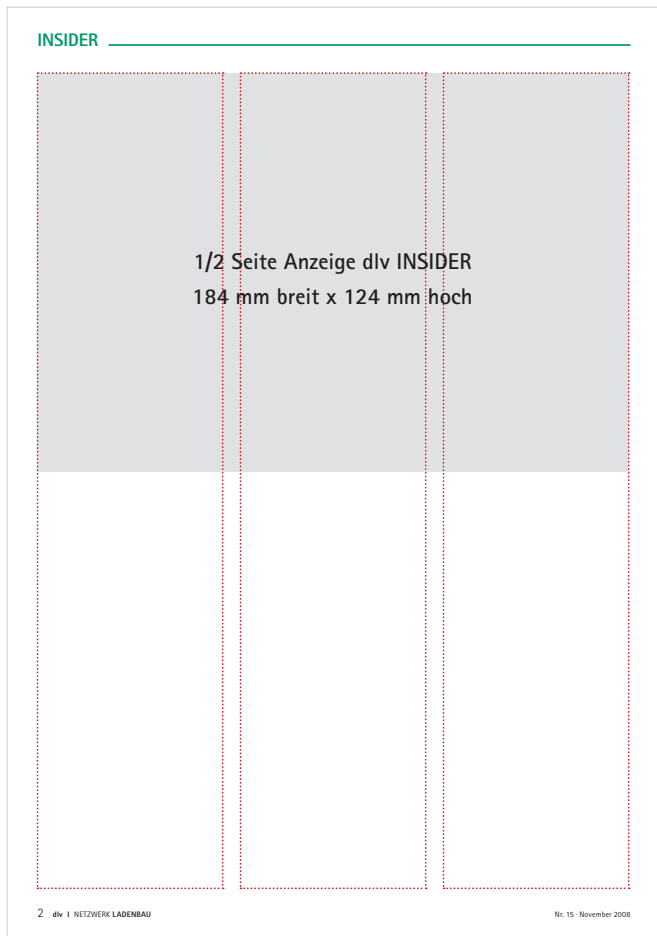 INSIDER
1/2 Seite Anzeige dlv INSIDER
184 mm breit x 124 mm hoch
2 dlv I NETZWERK LADENBAU
Nr. 15 · November 2008